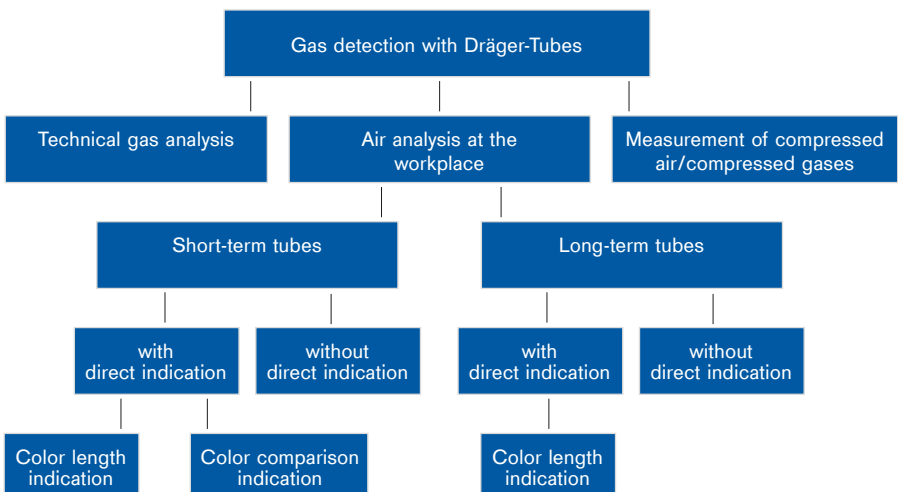 Gas detection with Dräger-Tubes
Technical gas analysis
Air analysis at the
workplace
Measurement of compressed
air/compressed gases
Short-term tubes
Long-term tubes
with
direct indication
without
direct indication
with
direct indication
without
direct indication
Color length
indication
Color comparison
indication
Color length
indication